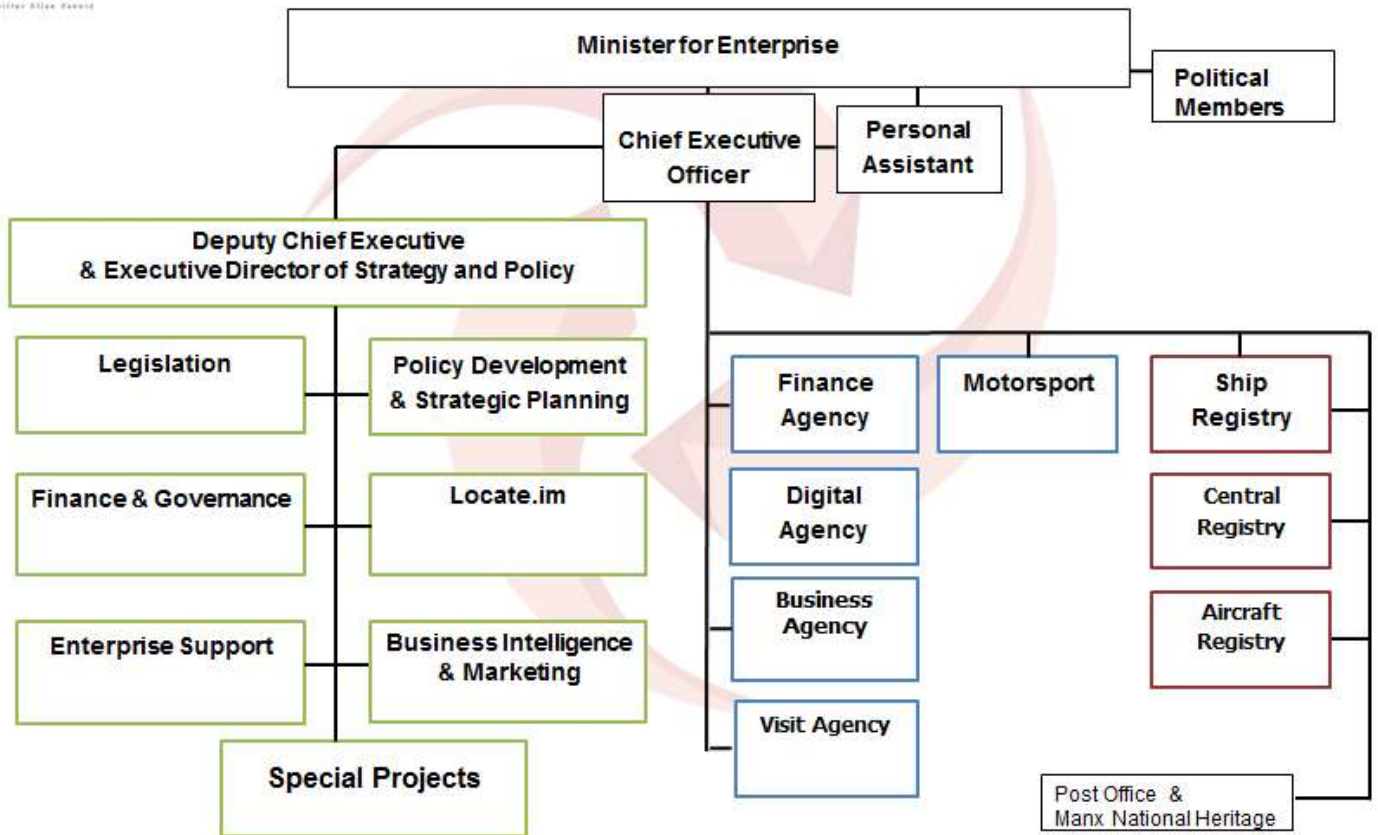 Minister for Enterprise
Political
Members
Chief Executive
Officer
Personal
Assistant
Deputy Chief Executive
& Executive Director of Strategy and Policy
Legislation
Policy Development
& Strategic Planning
Finance & Governance
Locate.im
Enterprise Support
Business Intelligence
& Marketing
Special Projects
Finance
Agency
Motorsport
Ship
Registry
Digital
Agency
Central
Registry
Business
Agency
Aircraft
Registry
Visit Agency
Post Office &
Manx National Heritage